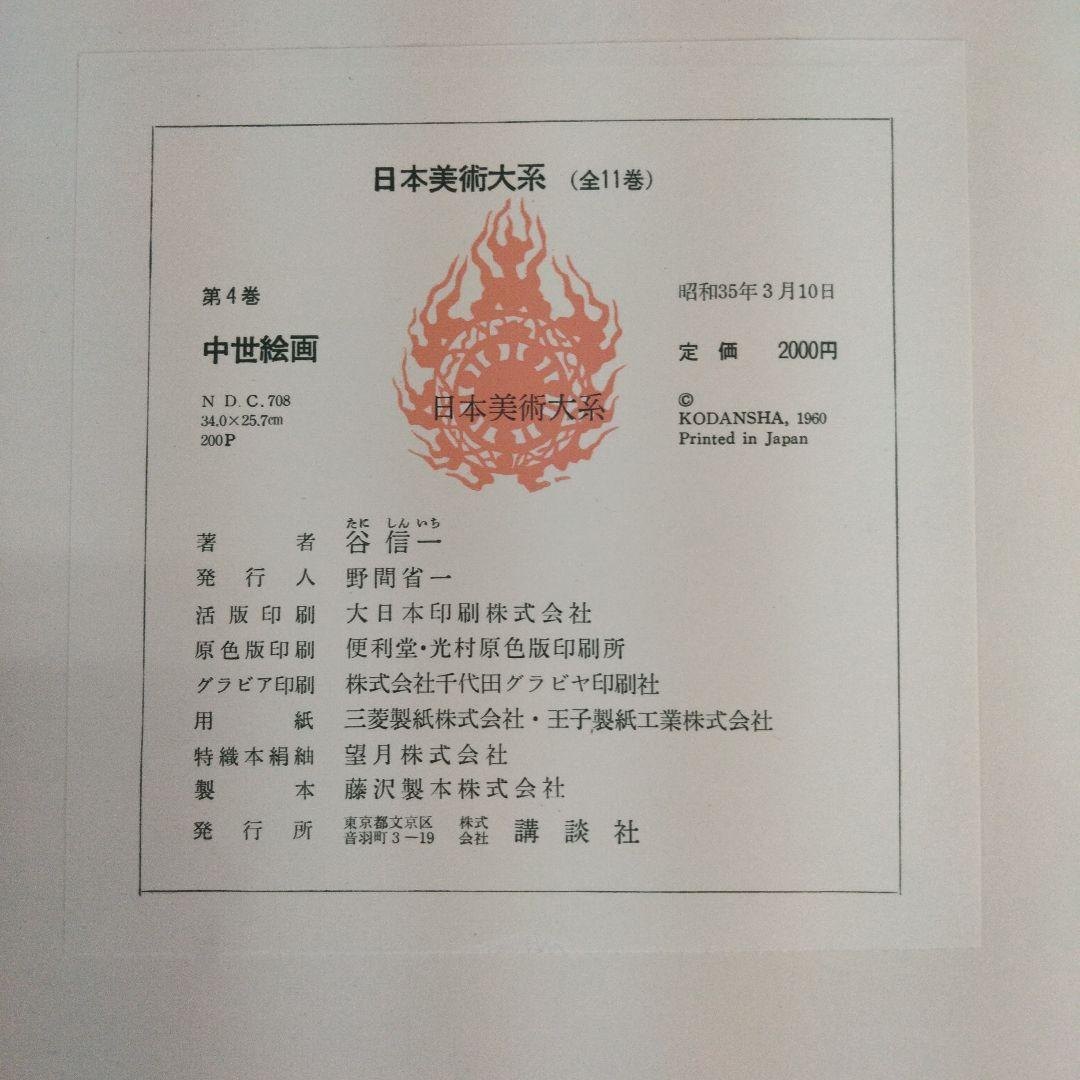 日本美術大系 (全11巻)
第4巻
中世絵画
N D.C.708
34.0×25.7cm
200P
昭和35年3月10日
定価 2000円
©
KODANSHA, 1960
Printed in Japan
日本美術大系
たに しんいち
著者 谷信一
発行人 野間省一
活版印刷 大日本印刷株式会社
原色版印刷 便利堂・光村原色版印刷所
グラビア印刷 株式会社千代田グラビヤ印刷社
用紙 三菱製紙株式会社・王子製紙工業株式会社
特織本絹紬 望月株式会社
製本 藤沢製本株式会社
発行所 東京都文京区音羽町3-19 株式会社 講談社